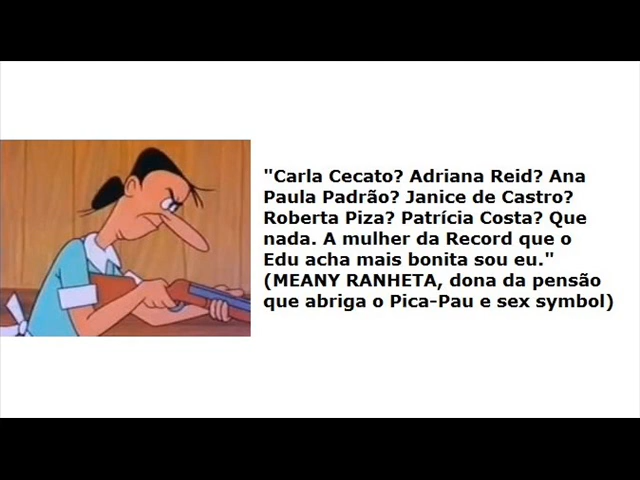 "Carla Cecato? Adriana Reid? Ana
Paula Padrão? Janice de Castro?
Roberta Piza? Patrícia Costa? Que
nada. A mulher da Record que o
Edu acha mais bonita sou eu."
(MEANY RANHETA, dona da pensão
que abriga o Pica-Pau e sex symbol)